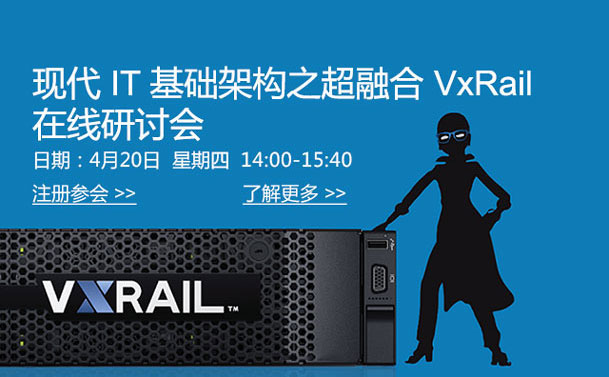 现代 IT 基础架构之超融合 VxRail
在线研讨会
日期：4月20日 星期四 14:00-15:40
注册参会 >> 了解更多 >>
VXRAIL™